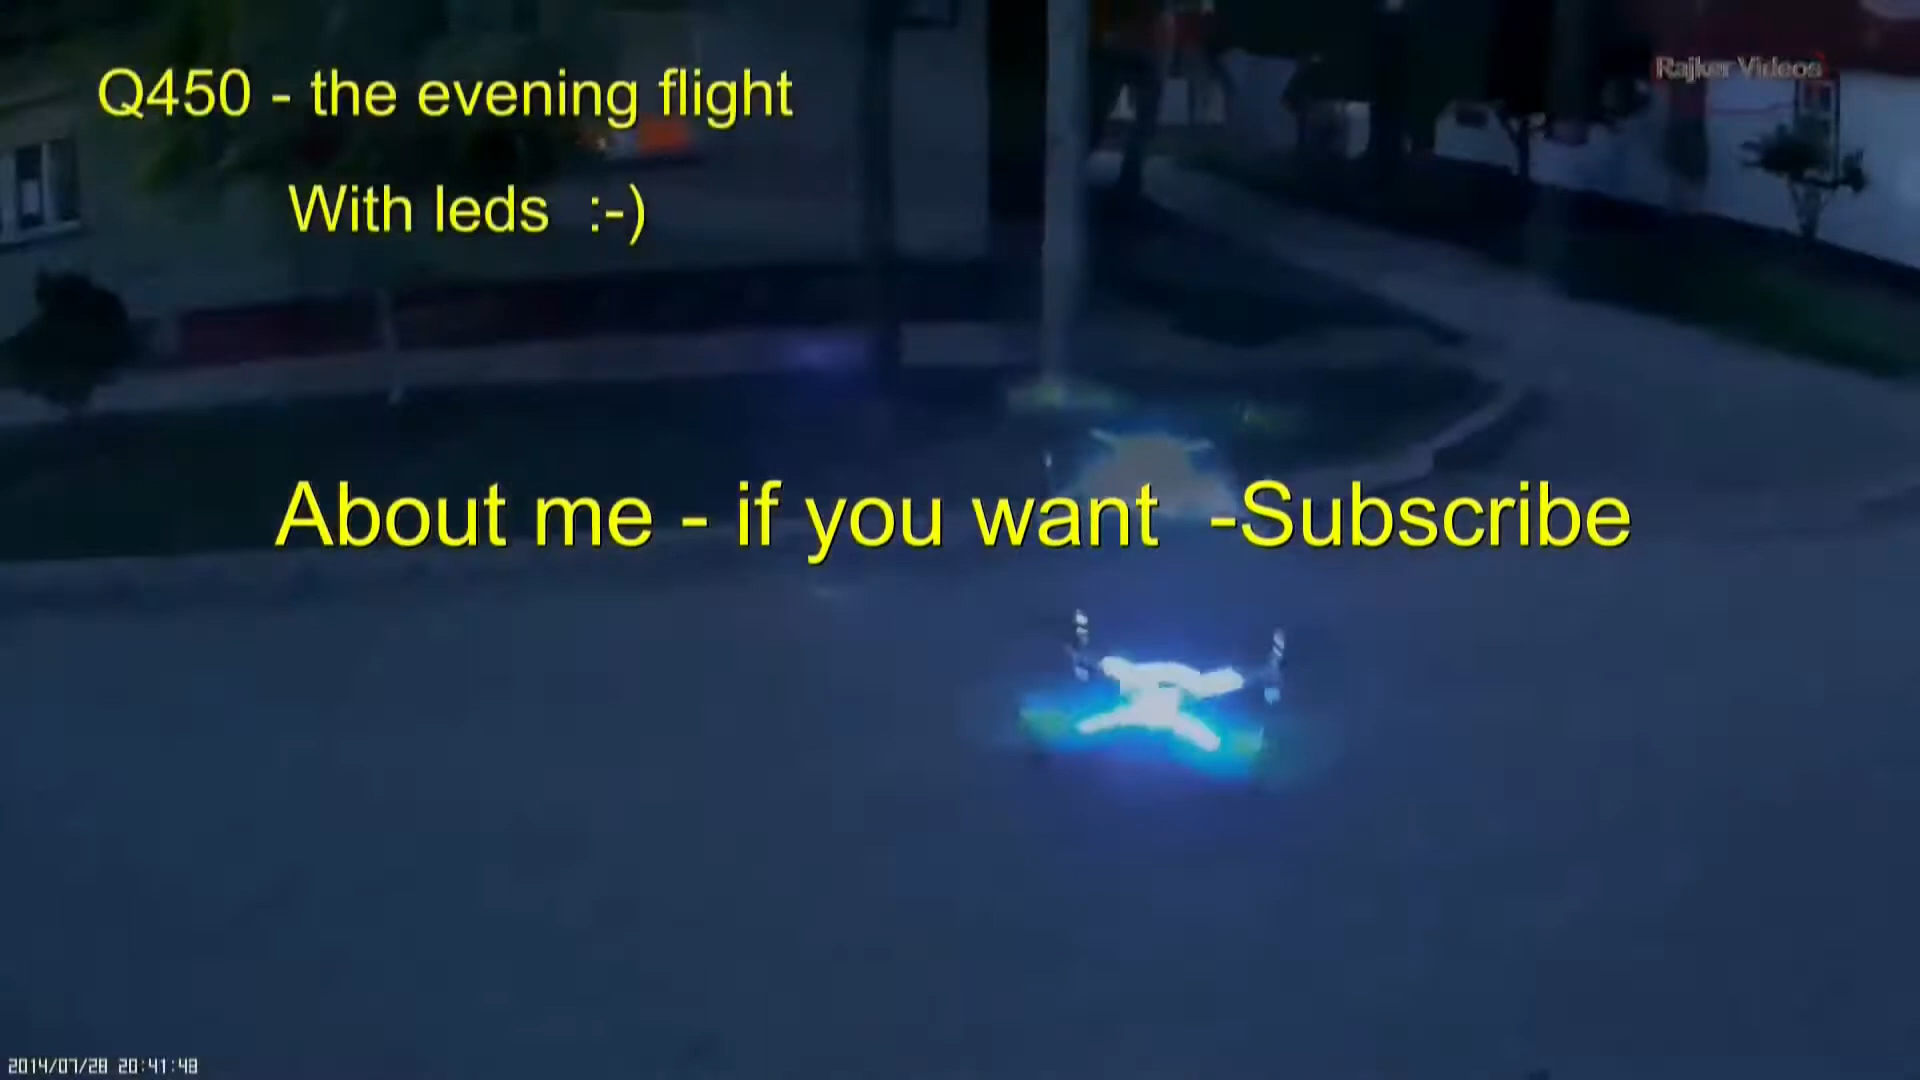 Q450 - the evening flight
Rajker Videos
With leds :-)
About me - if you want -Subscribe
2014/07/28 20:41:48